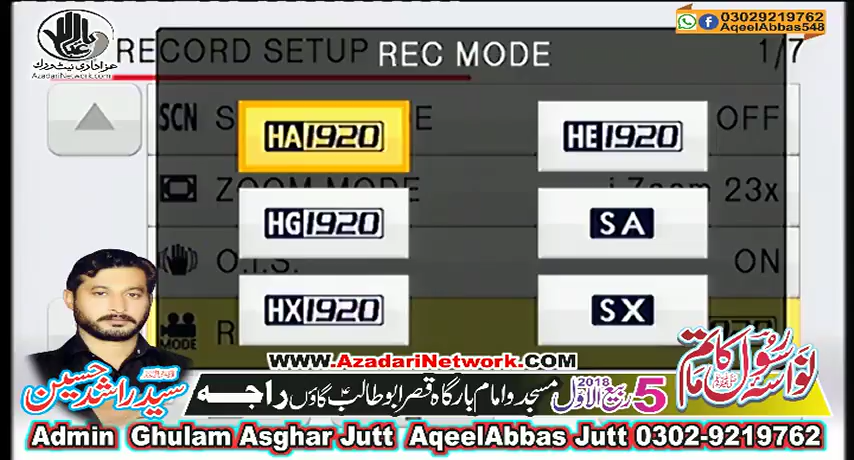 عزاداری نیٹ ورک
AzadariNetwork.com
03029219762
AqeelAbbas548
RECORD SETUP
REC MODE
1/7
SCN
OFF
HA 1920
HE 1920
ZOOM MODE
i.Zoom 23x
HG 1920
SA
O.I.S.
ON
HX 1920
SX
MODE
www.AzadariNetwork.com
نواسہ رسول کا ماتم
5 ربیع الاول 2018
مسجد و امام بارگاہ قصر ابو طالب گاؤں راجہ
سید راشد حسین
Admin Ghulam Asghar Jutt AqeelAbbas Jutt 0302-9219762